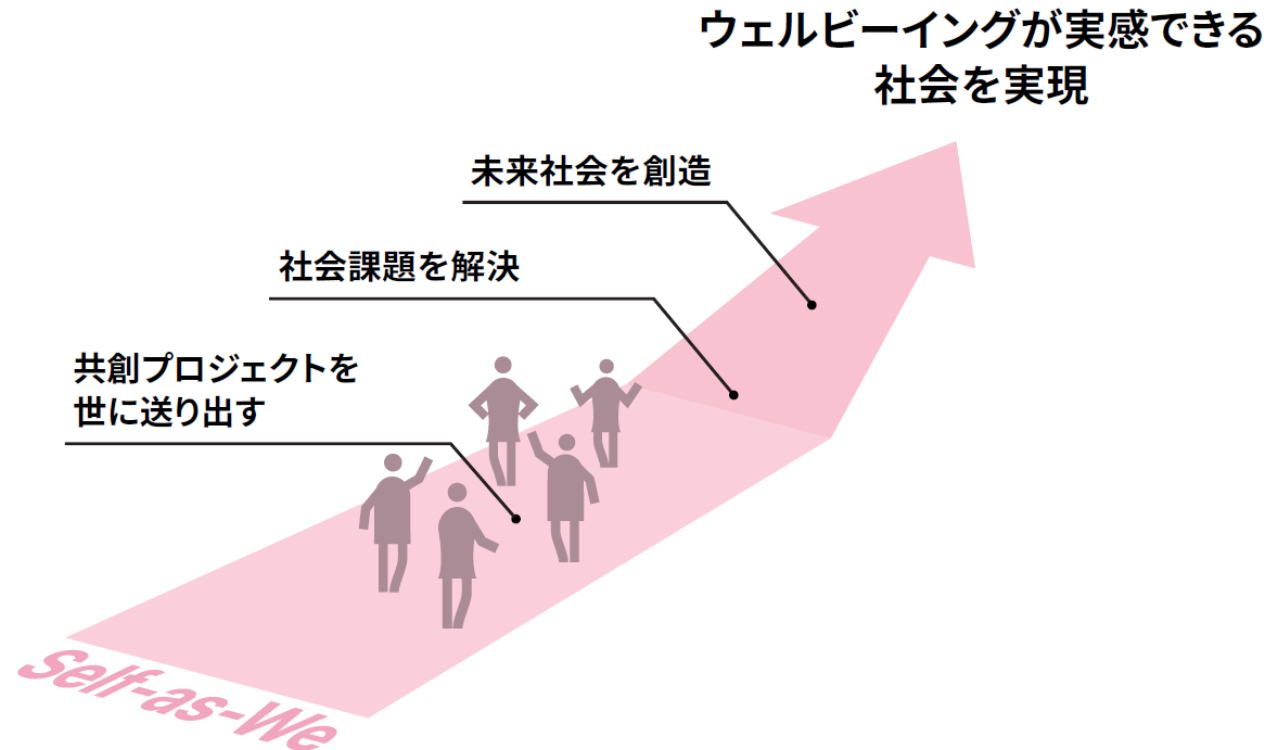 ウェルビーイングが実感できる
社会を実現
未来社会を創造
社会課題を解決
共創プロジェクトを
世に送り出す
Self-as-We